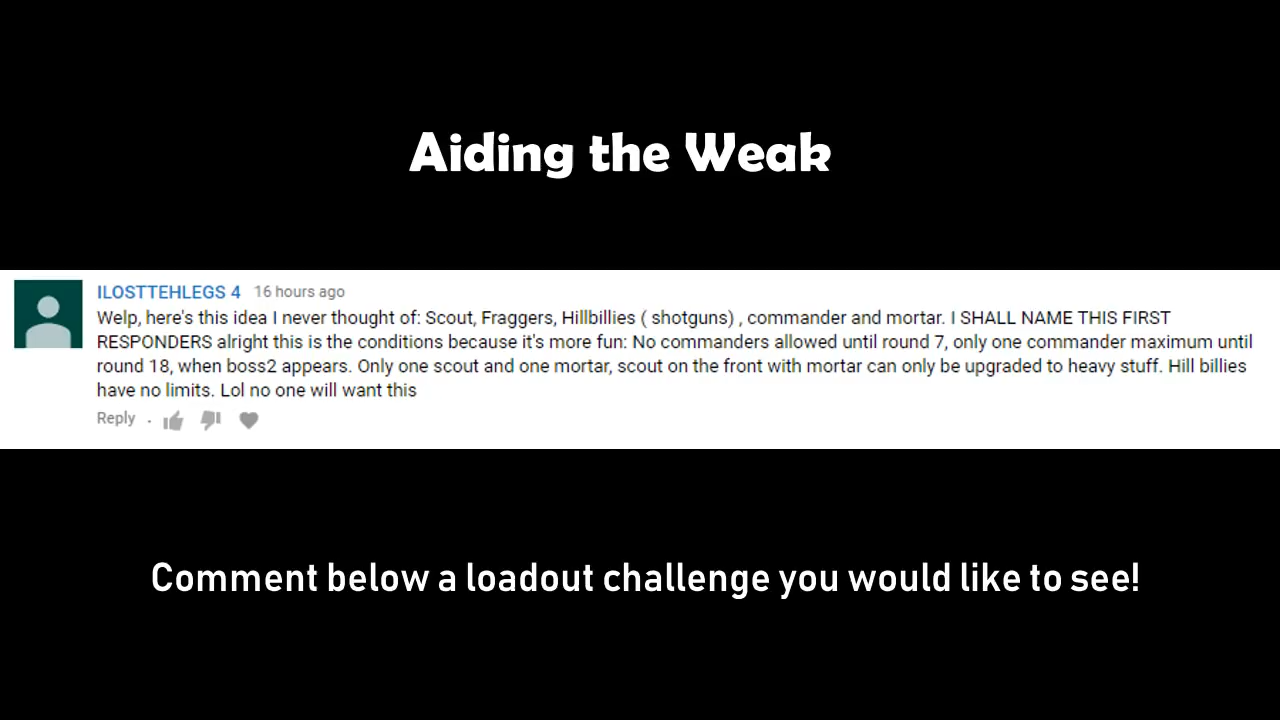 Aiding the Weak
ILOSTTEHLEGS 4 16 hours ago
Welp, here's this idea I never thought of: Scout, Fraggers, Hillbillies ( shotguns) , commander and mortar. I SHALL NAME THIS FIRST
RESPONDERS alright this is the conditions because it's more fun: No commanders allowed until round 7, only one commander maximum until
round 18, when boss2 appears. Only one scout and one mortar, scout on the front with mortar can only be upgraded to heavy stuff. Hill billies
have no limits. Lol no one will want this
Reply .
Comment below a loadout challenge you would like to see!